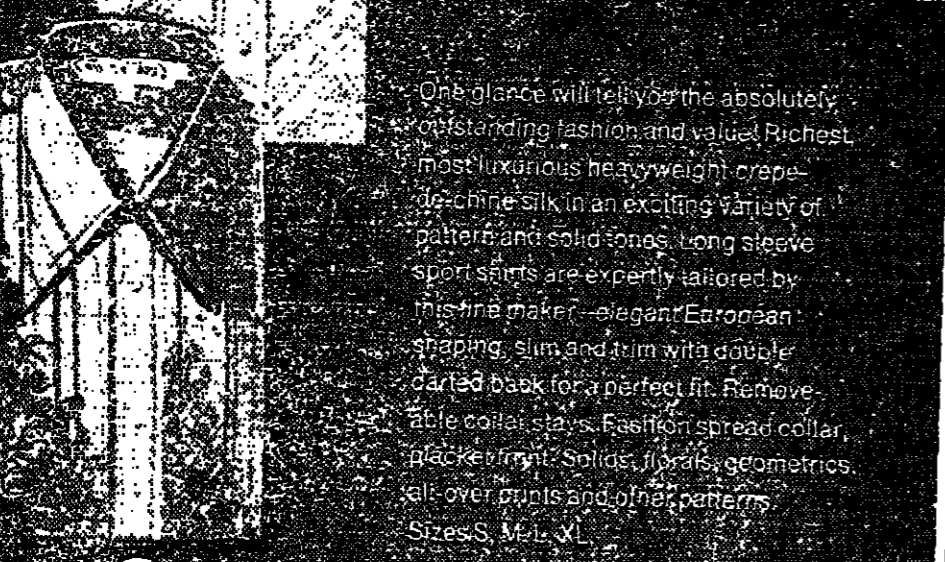 One glance will tell you the absolutely
outstanding fashion and value! Richest,
most luxurious heavyweight crepe-
de-chine silk in an exciting variety of
pattern and solid tones. Long sleeve
sport shirts are expertly tailored by
this fine maker—elegant European
shaping, slim and trim with double
darted back for a perfect fit. Remove-
able collar stays. Fashion spread collar,
placket front. Solids, florals, geometrics,
all-over prints and other patterns.
Sizes S, M, L, XL.